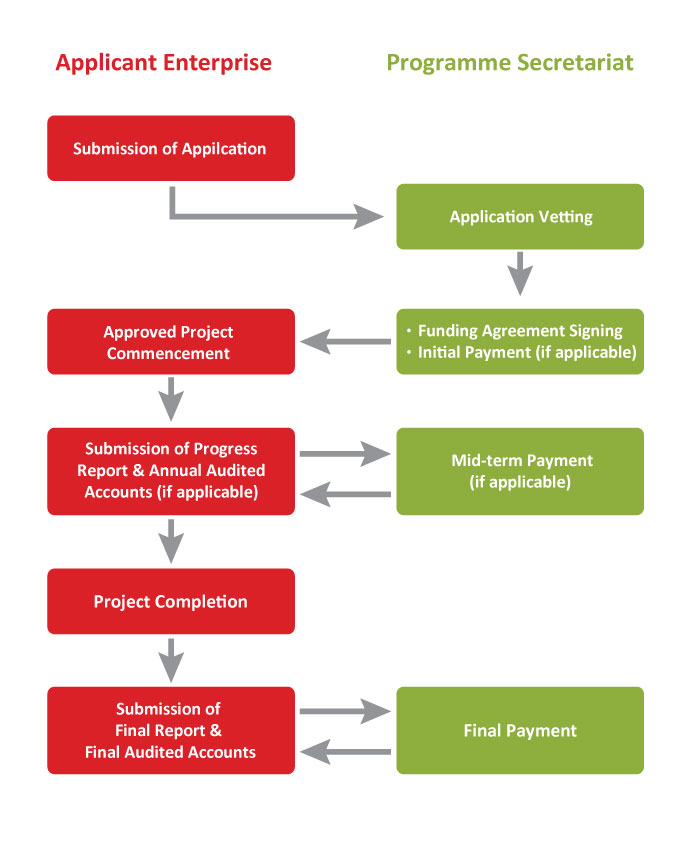 Applicant Enterprise
Programme Secretariat
Submission of Appilcation
Application Vetting
Approved Project
Commencement
· Funding Agreement Signing
· Initial Payment (if applicable)
Submission of Progress
Report & Annual Audited
Accounts (if applicable)
Mid-term Payment
(if applicable)
Project Completion
Submission of
Final Report &
Final Audited Accounts
Final Payment